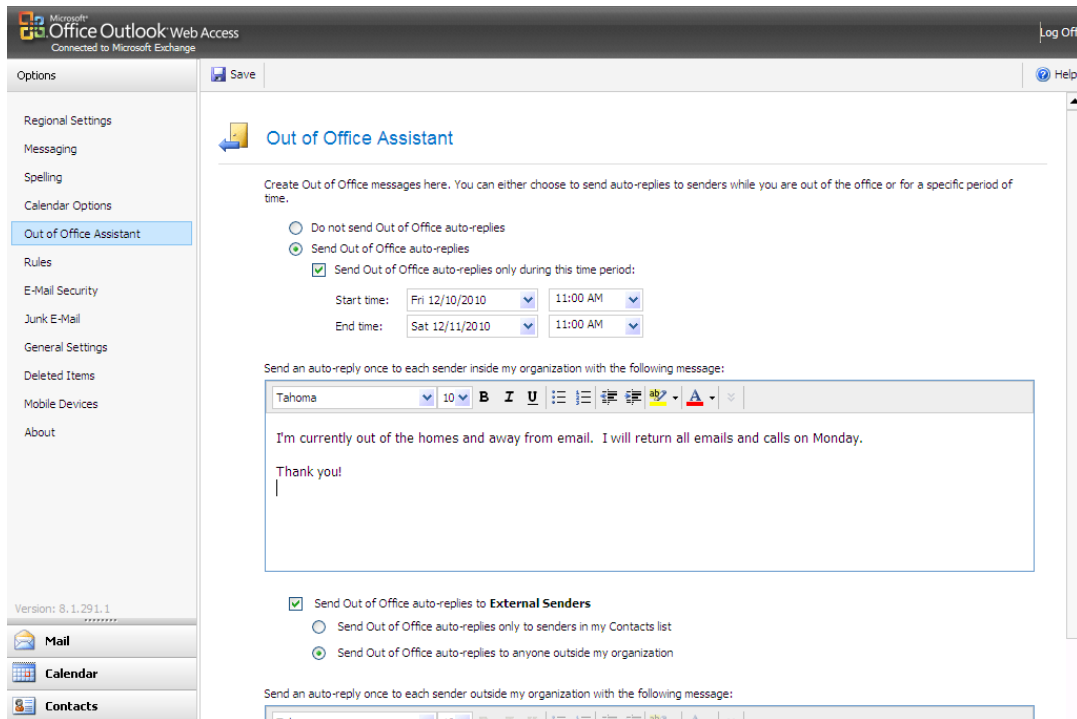 Microsoft®
Office Outlook® Web Access
Connected to Microsoft Exchange
Log Off
Options
Save
Help
Regional Settings
Messaging
Spelling
Calendar Options
Out of Office Assistant
Rules
E-Mail Security
Junk E-Mail
General Settings
Deleted Items
Mobile Devices
About
Version: 8.1.291.1
Mail
Calendar
Contacts
Out of Office Assistant
Create Out of Office messages here. You can either choose to send auto-replies to senders while you are out of the office or for a specific period of
time.
Do not send Out of Office auto-replies
Send Out of Office auto-replies
Send Out of Office auto-replies only during this time period:
Start time: Fri 12/10/2010 11:00 AM
End time: Sat 12/11/2010 11:00 AM
Send an auto-reply once to each sender inside my organization with the following message:
Tahoma 10 B I U ab A
I'm currently out of the homes and away from email.  I will return all emails and calls on Monday.
Thank you!
Send Out of Office auto-replies to External Senders
Send Out of Office auto-replies only to senders in my Contacts list
Send Out of Office auto-replies to anyone outside my organization
Send an auto-reply once to each sender outside my organization with the following message: